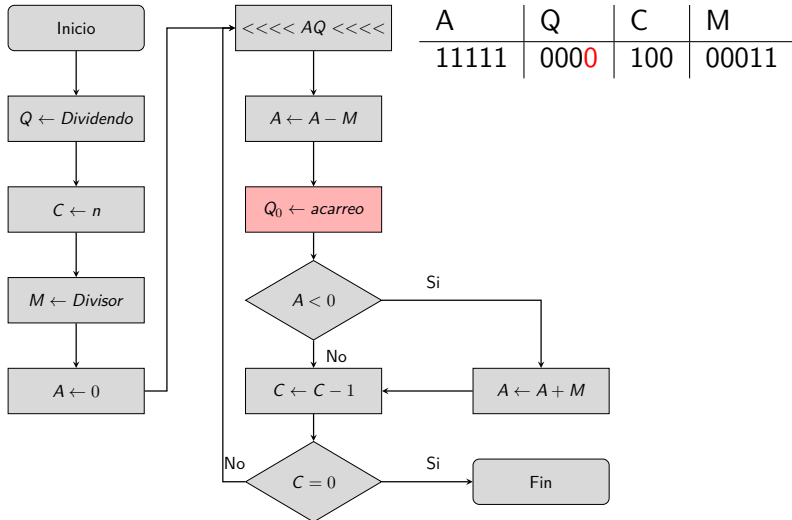 Inicio
Q ← Dividendo
C ← n
M ← Divisor
A ← 0
<<<< AQ <<<<
A ← A − M
Q₀ ← acarreo
A < 0
Si
No
C ← C − 1
A ← A + M
C = 0
No
Si
Fin
A Q C M
11111 0000 100 00011